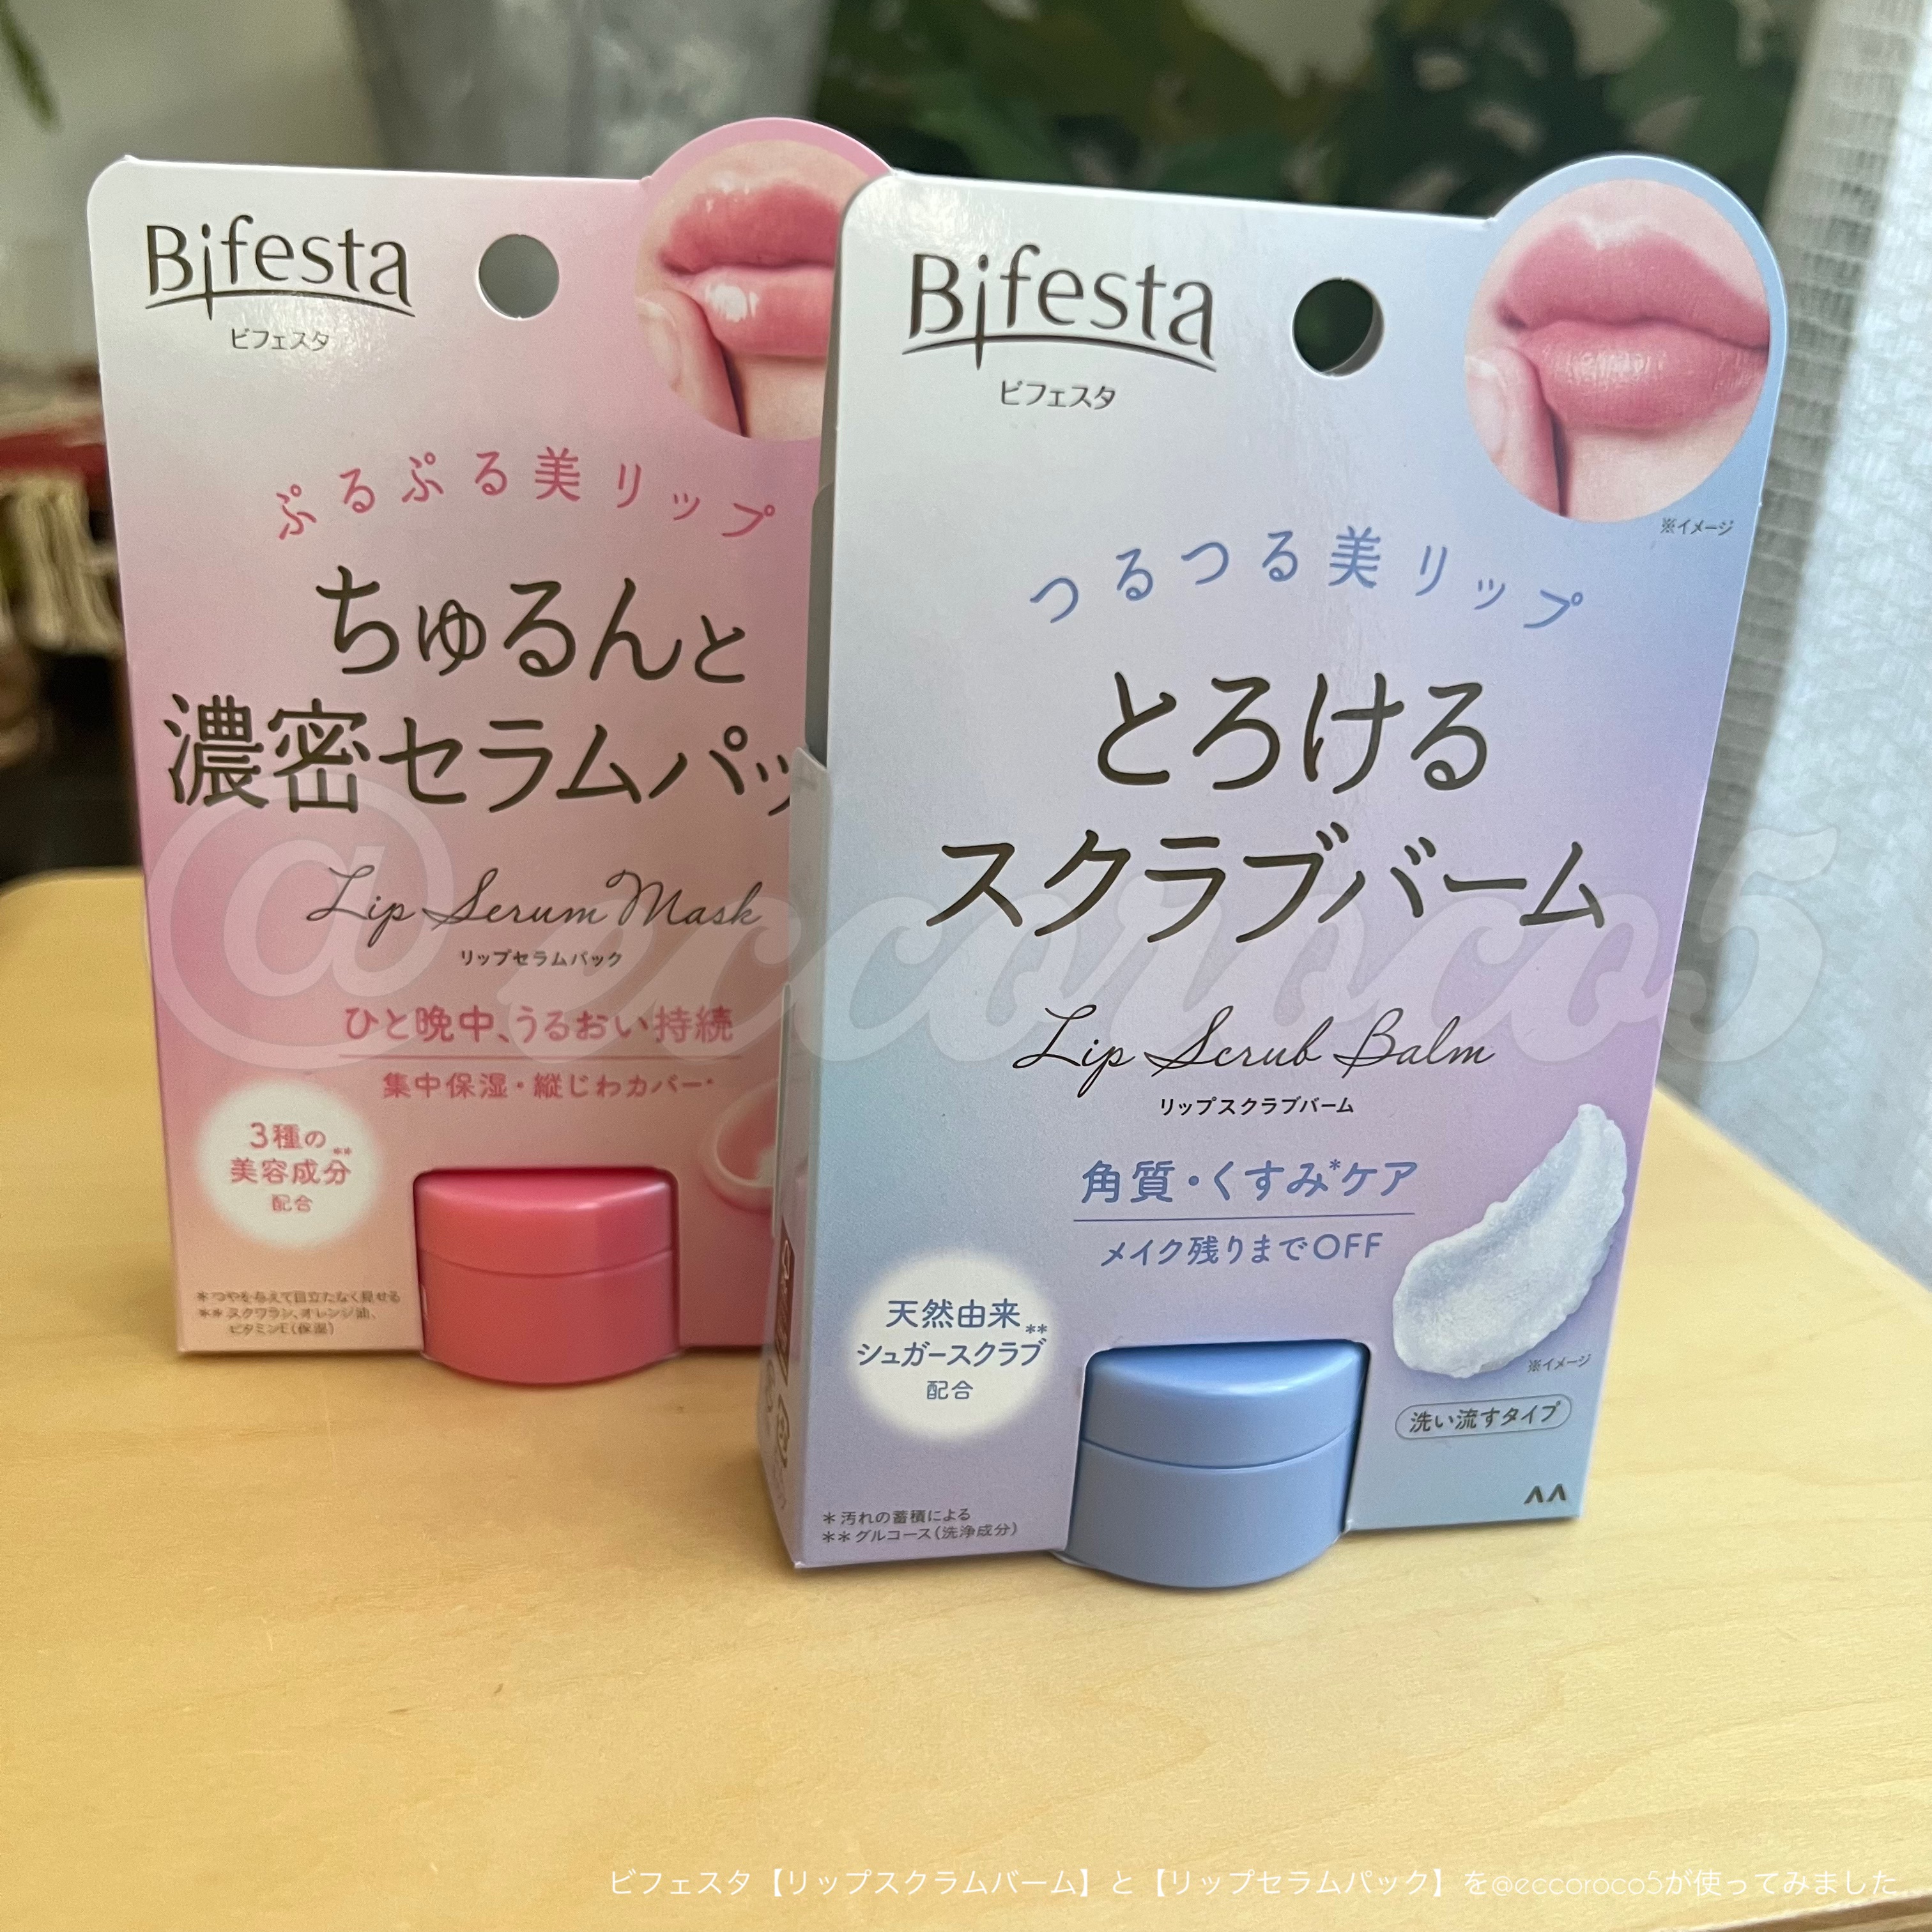 Bifesta
ビフェスタ
ぷるぷる美リップ
ちゅるんと
濃密セラムパッ
Lip Serum Mask
リップセラムパック
ひと晩中、うるおい持続
集中保湿・縦じわカバー*
3種の
美容成分**
配合
*つやを与えて目立たなく見せる
**スクワラン、オレンジ油、
ビタミンE(保湿)
Bifesta
ビフェスタ
※イメージ
つるつる美リップ
とろける
スクラブバーム
Lip Scrub Balm
リップスクラブバーム
角質・くすみ*ケア
メイク残りまでOFF
天然由来
シュガースクラブ**
配合
※イメージ
洗い流すタイプ
*汚れの蓄積による
**グルコース(洗浄成分)
@eccoroco5
ビフェスタ【リップスクラムバーム】と【リップセラムパック】を@eccoroco5が使ってみました